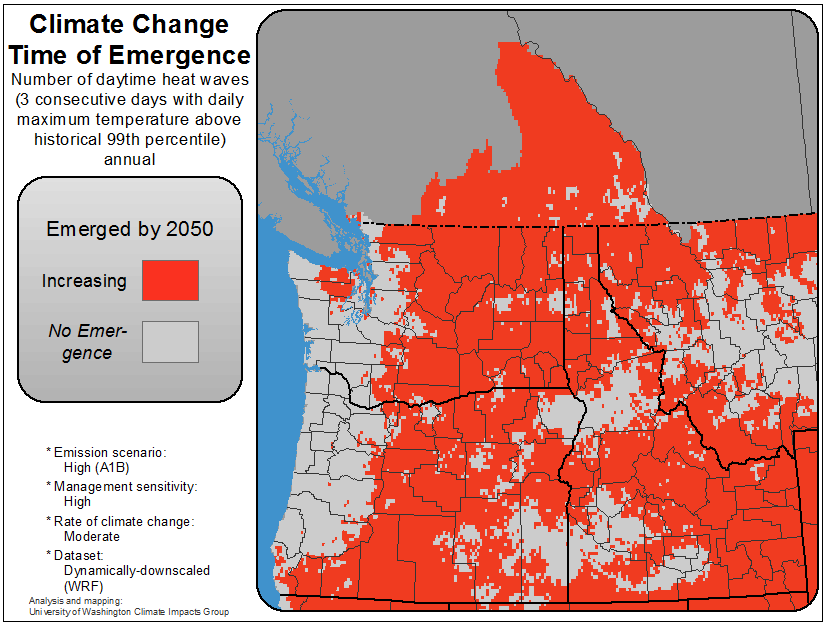 Climate Change
Time of Emergence
Number of daytime heat waves
(3 consecutive days with daily
maximum temperature above
historical 99th percentile)
annual
Emerged by 2050
Increasing
No Emer-
gence
* Emission scenario:
High (A1B)
* Management sensitivity:
High
* Rate of climate change:
Moderate
* Dataset:
Dynamically-downscaled
(WRF)
Analysis and mapping:
University of Washington Climate Impacts Group